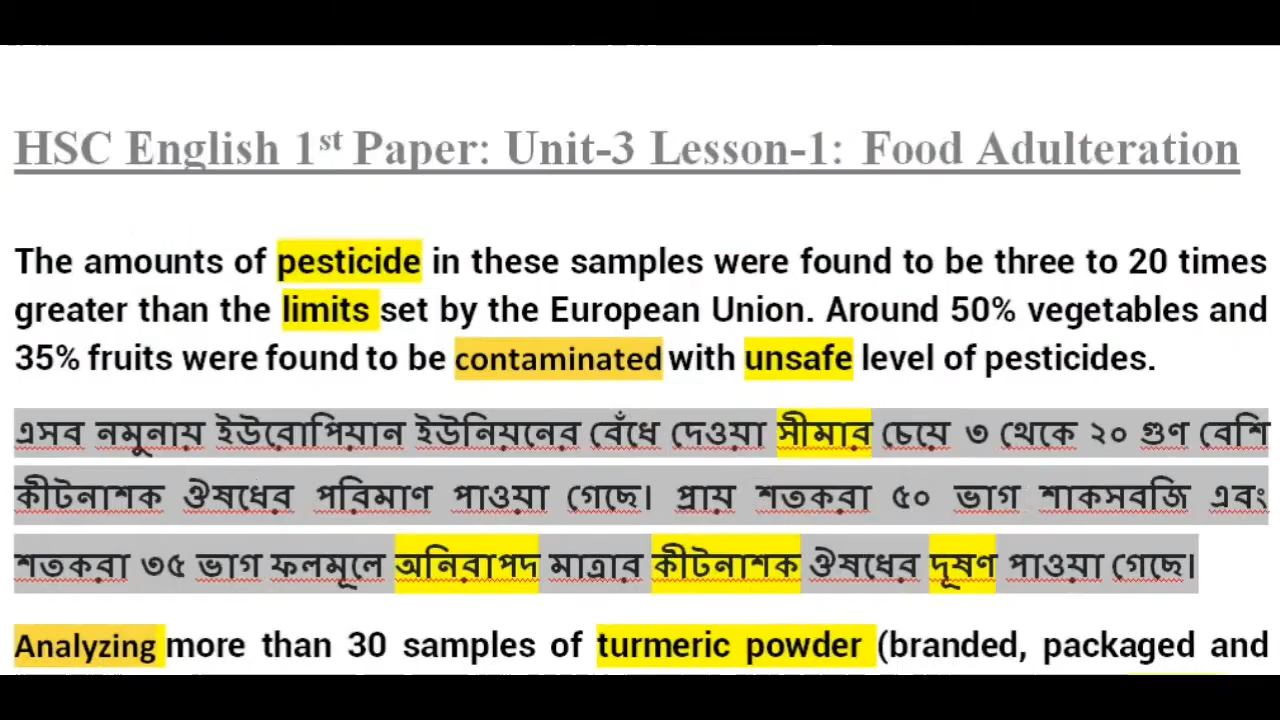 HSC English 1st Paper: Unit-3 Lesson-1: Food Adulteration
The amounts of pesticide in these samples were found to be three to 20 times
greater than the limits set by the European Union. Around 50% vegetables and
35% fruits were found to be contaminated with unsafe level of pesticides.
এসব নমুনায় ইউরোপিয়ান ইউনিয়নের বেঁধে দেওয়া সীমার চেয়ে ৩ থেকে ২০ গুণ বেশি
কীটনাশক ঔষধের পরিমাণ পাওয়া গেছে। প্রায় শতকরা ৫০ ভাগ শাকসবজি এবং
শতকরা ৩৫ ভাগ ফলমূলে অনিরাপদ মাত্রার কীটনাশক ঔষধের দূষণ পাওয়া গেছে।
Analyzing more than 30 samples of turmeric powder (branded, packaged and